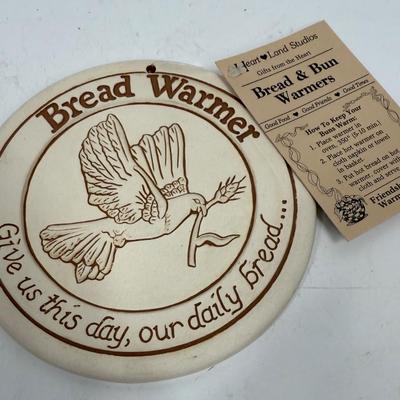 Bread Warmer
Give us this day, our daily bread...
Heart♥Land Studios
Gifts from the Heart
Bread & Bun
Warmers
Good Food ♥ Good Friends ♥ Good Times
How To Keep Your
Buns Warm:
1. Place warmer in
oven, 350° (5-10 min.)
2. Place hot warmer on
cloth napkin or towel
in basket
3. Put hot bread on hot
warmer, cover with
cloth and serve
Friendship
Warm